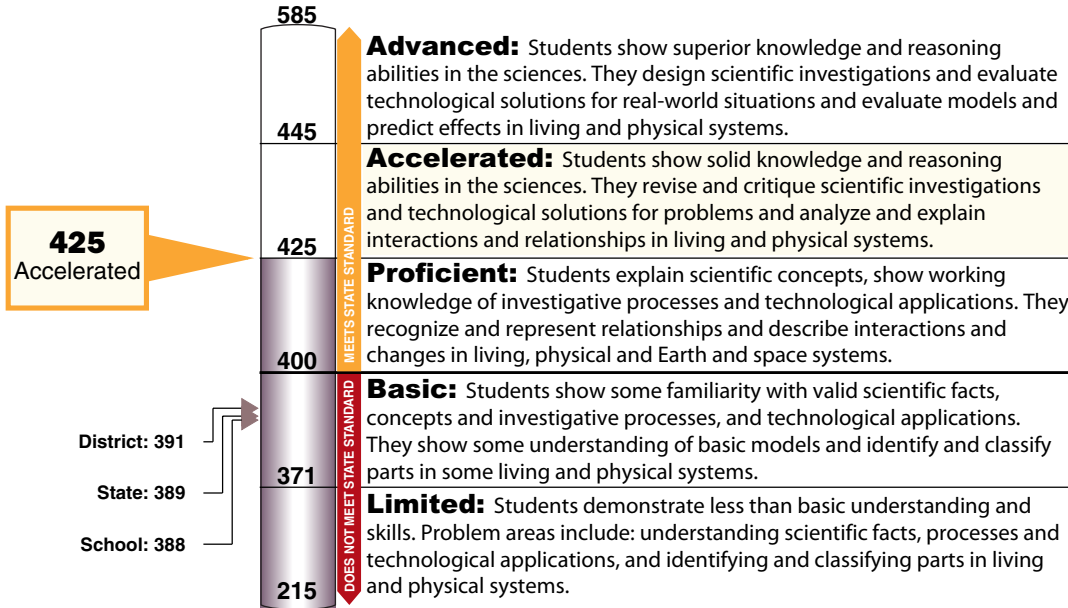 585
Advanced: Students show superior knowledge and reasoning
abilities in the sciences. They design scientific investigations and evaluate
technological solutions for real-world situations and evaluate models and
predict effects in living and physical systems.
445
Accelerated: Students show solid knowledge and reasoning
abilities in the sciences. They revise and critique scientific investigations
and technological solutions for problems and analyze and explain
interactions and relationships in living and physical systems.
425
Accelerated
425
MEETS STATE STANDARD
Proficient: Students explain scientific concepts, show working
knowledge of investigative processes and technological applications. They
recognize and represent relationships and describe interactions and
changes in living, physical and Earth and space systems.
400
Basic: Students show some familiarity with valid scientific facts,
concepts and investigative processes, and technological applications.
They show some understanding of basic models and identify and classify
parts in some living and physical systems.
District: 391
State: 389
School: 388
371
DOES NOT MEET STATE STANDARD
Limited: Students demonstrate less than basic understanding and
skills. Problem areas include: understanding scientific facts, processes and
technological applications, and identifying and classifying parts in living
and physical systems.
215